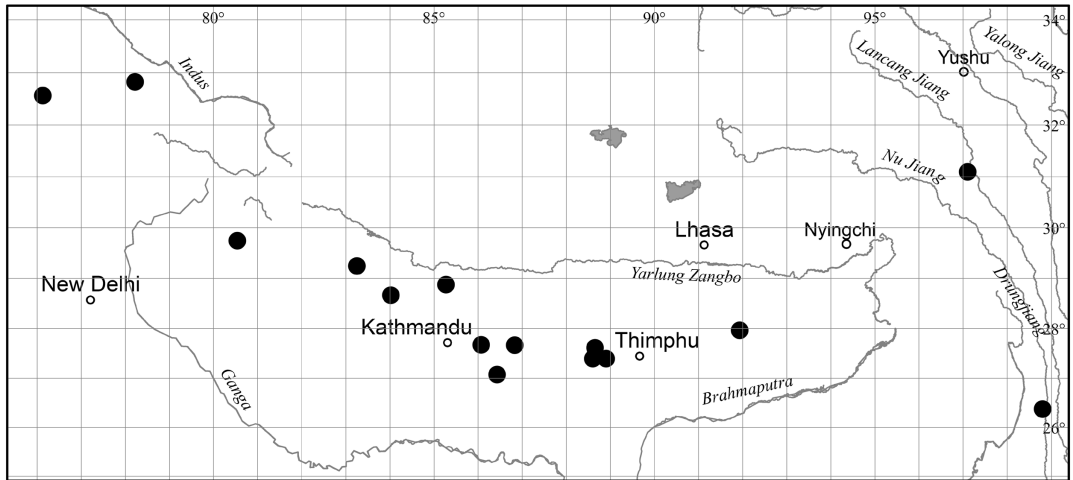 80° 85° 90° 95° 34°
Yalong Jiang
Lancang Jiang
Yushu
Indus
32°
Nu Jiang
Lhasa
Nyingchi
30°
Yarlung Zangbo
New Delhi
Drungjiang
Kathmandu
Thimphu
28°
Ganga
Brahmaputra
26°